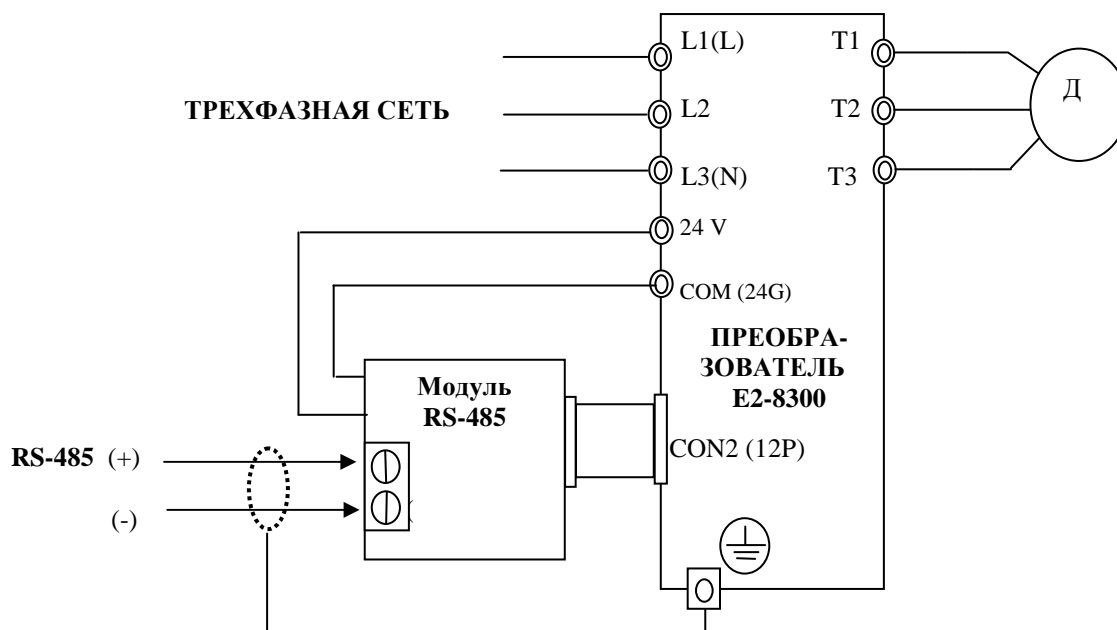 L1(L) T1
Д
ТРЕХФАЗНАЯ СЕТЬ
L2 T2
L3(N) T3
24 V
COM (24G)
ПРЕОБРА-
ЗОВАТЕЛЬ
E2-8300
Модуль
RS-485
CON2 (12P)
RS-485 (+)
(-)